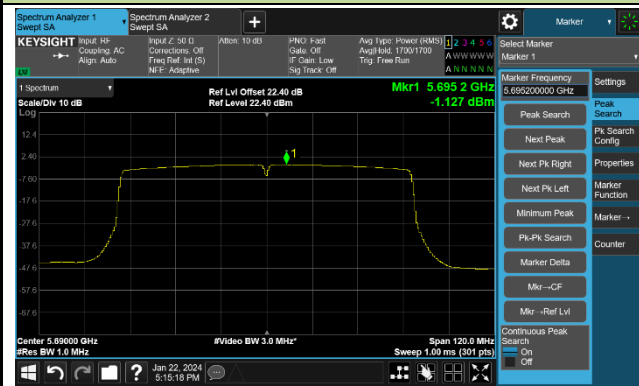 Spectrum Analyzer 1
Swept SA
Spectrum Analyzer 2
Swept SA
+
Marker
KEYSIGHT
Input: RF
Coupling: AC
Align: Auto
Input Z: 50 Ω
Corrections: Off
Freq Ref: Int (S)
NFE: Adaptive
Atten: 10 dB
PNO: Fast
Gate: Off
IF Gain: Low
Sig Track: Off
Avg Type: Power (RMS)
Avg|Hold: 1700/1700
Trig: Free Run
1 2 3 4 5 6
A W W W W W
A N N N N N
LV
Select Marker
Marker 1
1 Spectrum
Scale/Div 10 dB
Log
Ref Lvl Offset 22.40 dB
Ref Level 22.40 dBm
Mkr1 5.695 2 GHz
-1.127 dBm
12.4
2.40
-7.60
-17.6
-27.6
-37.6
-47.6
-57.6
-67.6
1
Center 5.69000 GHz
#Res BW 1.0 MHz
#Video BW 3.0 MHz*
Span 120.0 MHz
Sweep 1.00 ms (301 pts)
Marker Frequency
5.695200000 GHz
Peak Search
Next Peak
Next Pk Right
Next Pk Left
Minimum Peak
Pk-Pk Search
Marker Delta
Mkr→CF
Mkr→Ref Lvl
Continuous Peak
Search
On
Off
Settings
Peak
Search
Pk Search
Config
Properties
Marker
Function
Marker→
Counter
?
Jan 22, 2024
5:15:18 PM